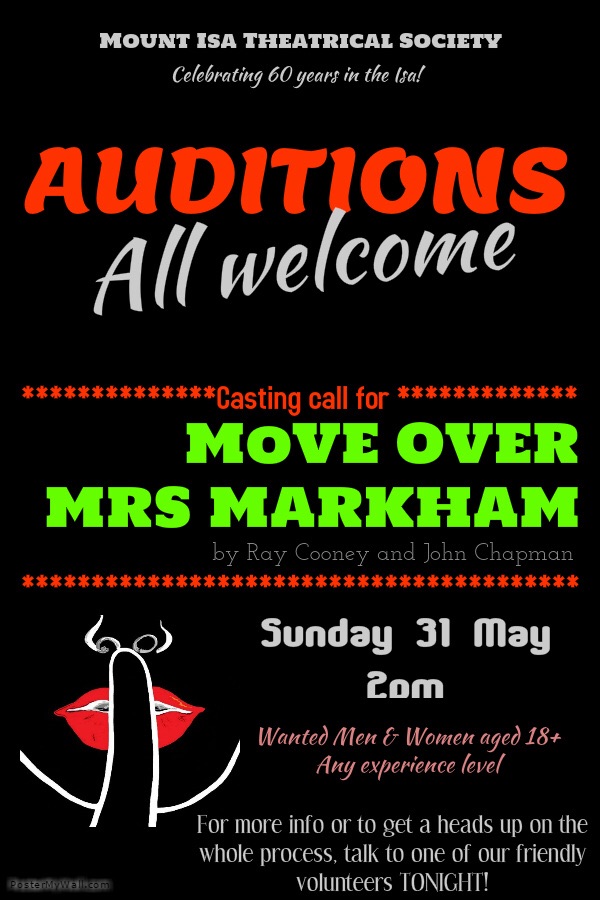 Mount Isa Theatrical Society
Celebrating 60 years in the Isa!
AUDITIONS
All welcome
**************Casting call for *************
MOVE OVER
MRS MARKHAM
by Ray Cooney and John Chapman
****************************************
Sunday 31 May
2pm
Wanted Men & Women aged 18+
Any experience level
For more info or to get a heads up on the
whole process, talk to one of our friendly
volunteers TONIGHT!
PosterMyWall.com